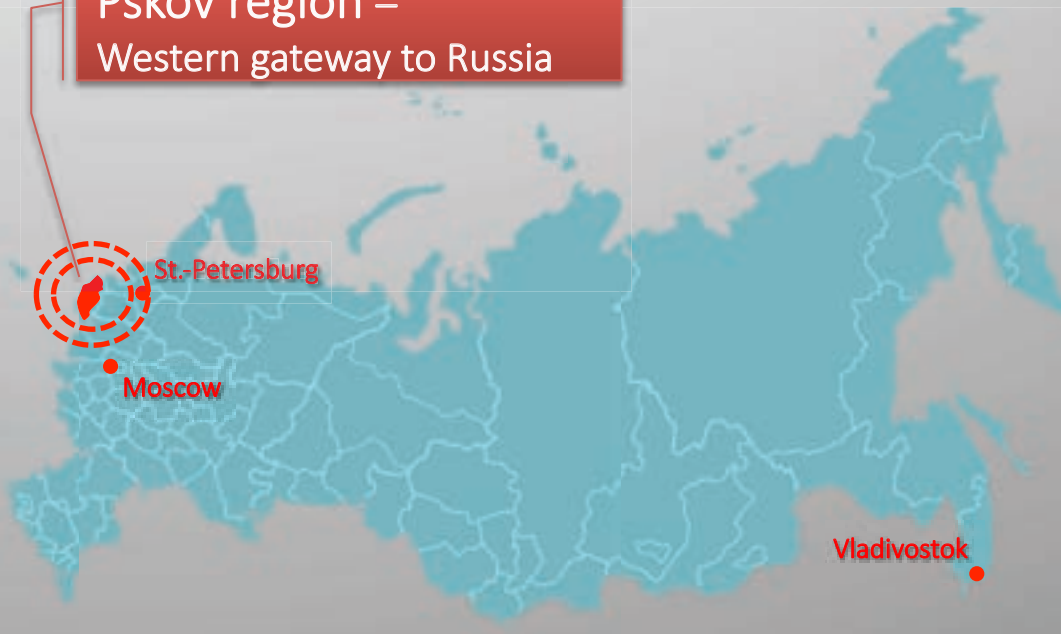 Pskov region –
Western gateway to Russia
St.-Petersburg
Moscow
Vladivostok